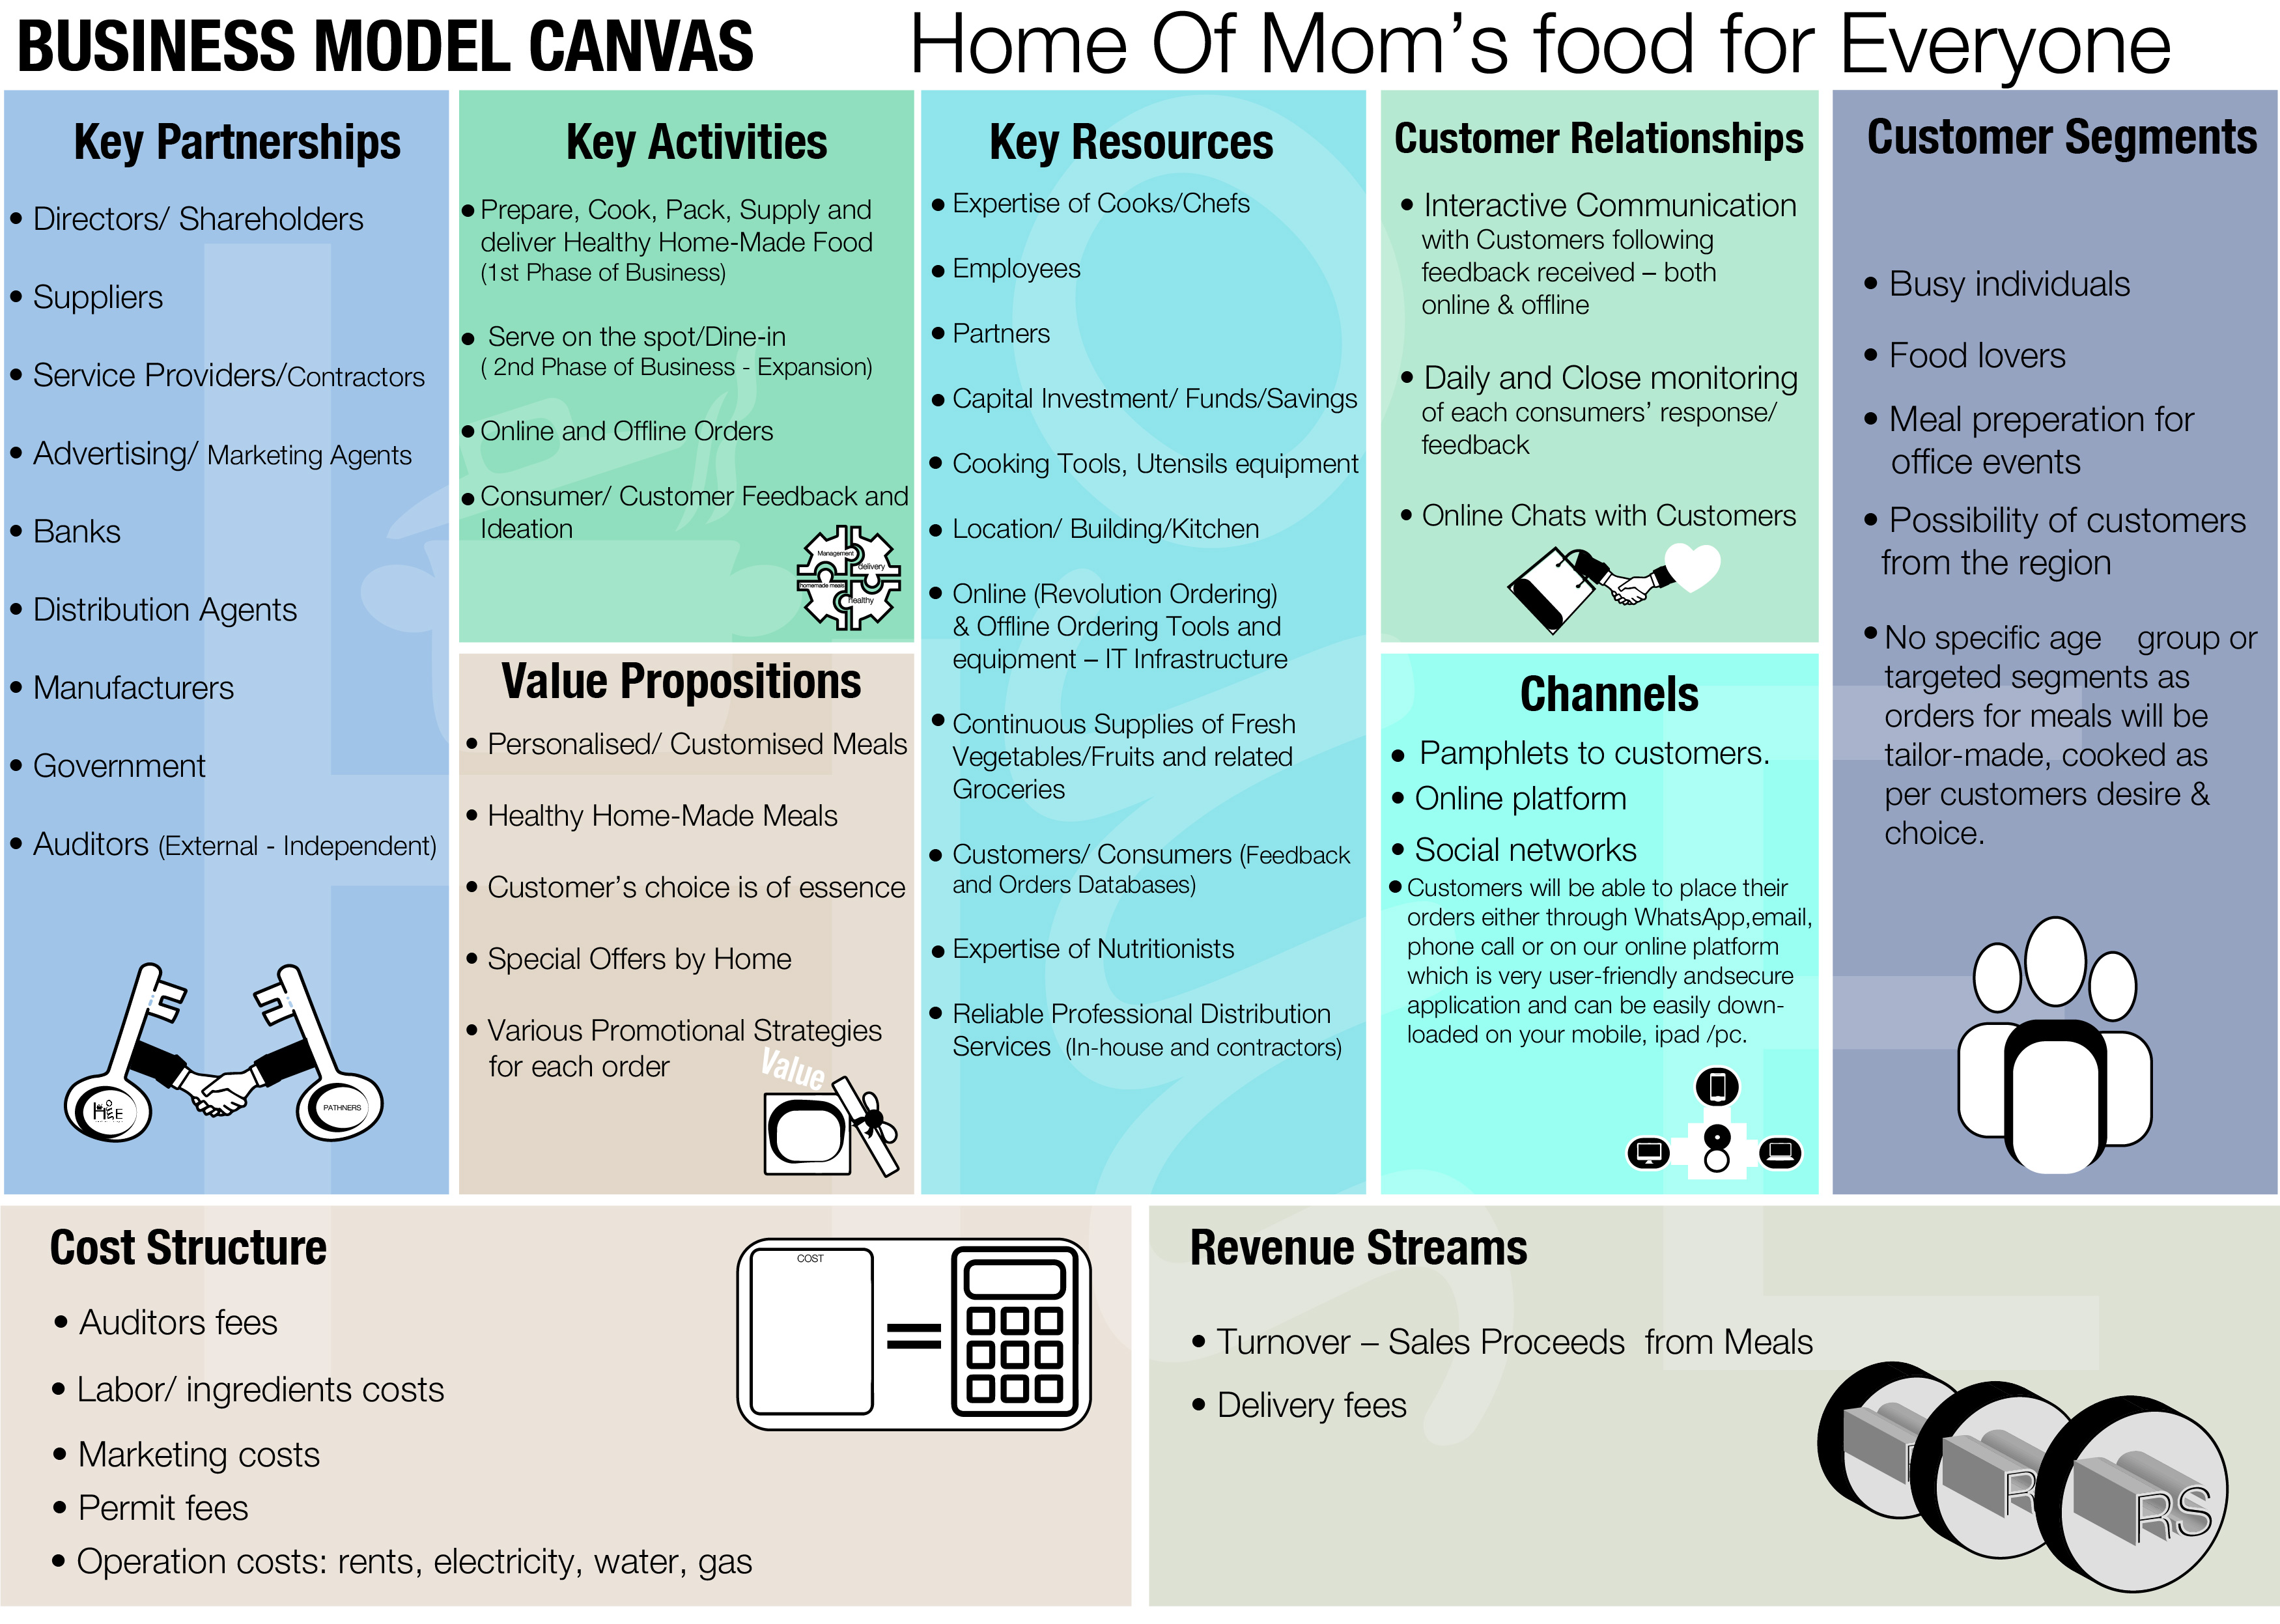 BUSINESS MODEL CANVAS
Home Of Mom's food for Everyone
Key Partnerships
• Directors/ Shareholders
• Suppliers
• Service Providers/Contractors
• Advertising/ Marketing Agents
• Banks
• Distribution Agents
• Manufacturers
• Government
• Auditors (External - Independent)
HOE
PATHNERS
Key Activities
• Prepare, Cook, Pack, Supply and
deliver Healthy Home-Made Food
(1st Phase of Business)
• Serve on the spot/Dine-in
( 2nd Phase of Business - Expansion)
• Online and Offline Orders
• Consumer/ Customer Feedback and
Ideation
Management
delivery
homemade meals
healthy
Value Propositions
• Personalised/ Customised Meals
• Healthy Home-Made Meals
• Customer's choice is of essence
• Special Offers by Home
• Various Promotional Strategies
for each order
Value
Key Resources
• Expertise of Cooks/Chefs
• Employees
• Partners
• Capital Investment/ Funds/Savings
• Cooking Tools, Utensils equipment
• Location/ Building/Kitchen
• Online (Revolution Ordering)
& Offline Ordering Tools and
equipment – IT Infrastructure
• Continuous Supplies of Fresh
Vegetables/Fruits and related
Groceries
• Customers/ Consumers (Feedback
and Orders Databases)
• Expertise of Nutritionists
• Reliable Professional Distribution
Services (In-house and contractors)
Customer Relationships
• Interactive Communication
with Customers following
feedback received – both
online & offline
• Daily and Close monitoring
of each consumers' response/
feedback
• Online Chats with Customers
Channels
• Pamphlets to customers.
• Online platform
• Social networks
• Customers will be able to place their
orders either through WhatsApp,email,
phone call or on our online platform
which is very user-friendly andsecure
application and can be easily down-
loaded on your mobile, ipad /pc.
Customer Segments
• Busy individuals
• Food lovers
• Meal preperation for
office events
• Possibility of customers
from the region
• No specific age group or
targeted segments as
orders for meals will be
tailor-made, cooked as
per customers desire &
choice.
Cost Structure
• Auditors fees
• Labor/ ingredients costs
• Marketing costs
• Permit fees
• Operation costs: rents, electricity, water, gas
COST
Revenue Streams
• Turnover – Sales Proceeds from Meals
• Delivery fees
R
R
RS